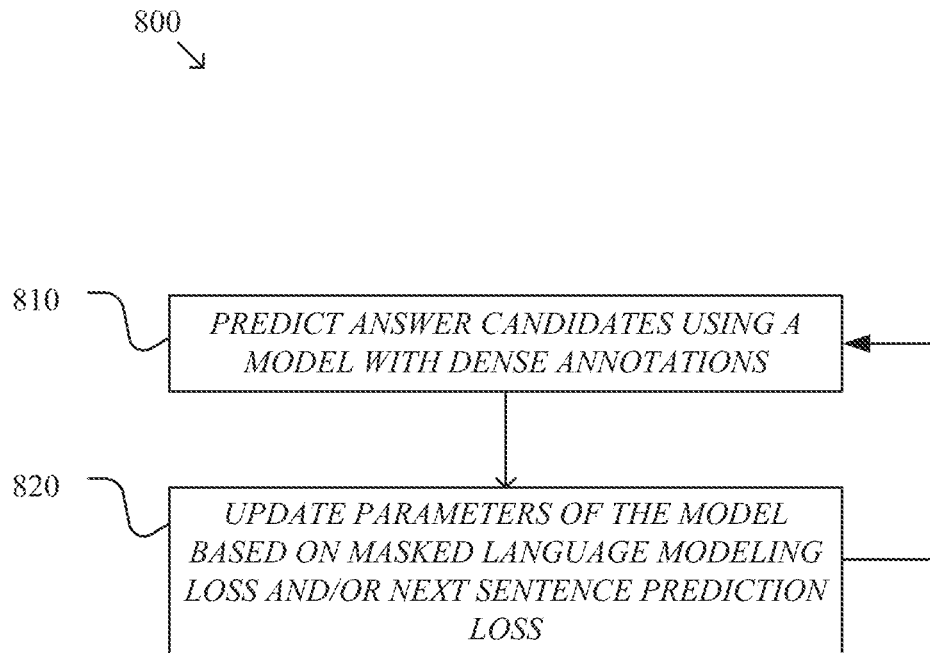 800
810
PREDICT ANSWER CANDIDATES USING A
MODEL WITH DENSE ANNOTATIONS
820
UPDATE PARAMETERS OF THE MODEL
BASED ON MASKED LANGUAGE MODELING
LOSS AND/OR NEXT SENTENCE PREDICTION
LOSS